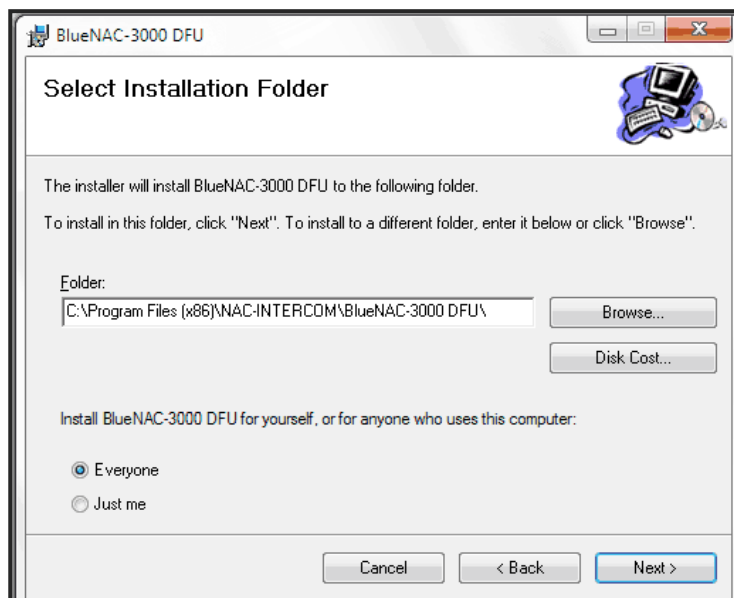 BlueNAC-3000 DFU
Select Installation Folder
The installer will install BlueNAC-3000 DFU to the following folder.
To install in this folder, click "Next". To install to a different folder, enter it below or click "Browse".
Folder:
C:\Program Files (x86)\NAC-INTERCOM\BlueNAC-3000 DFU\
Browse...
Disk Cost...
Install BlueNAC-3000 DFU for yourself, or for anyone who uses this computer:
Everyone
Just me
Cancel
< Back
Next >